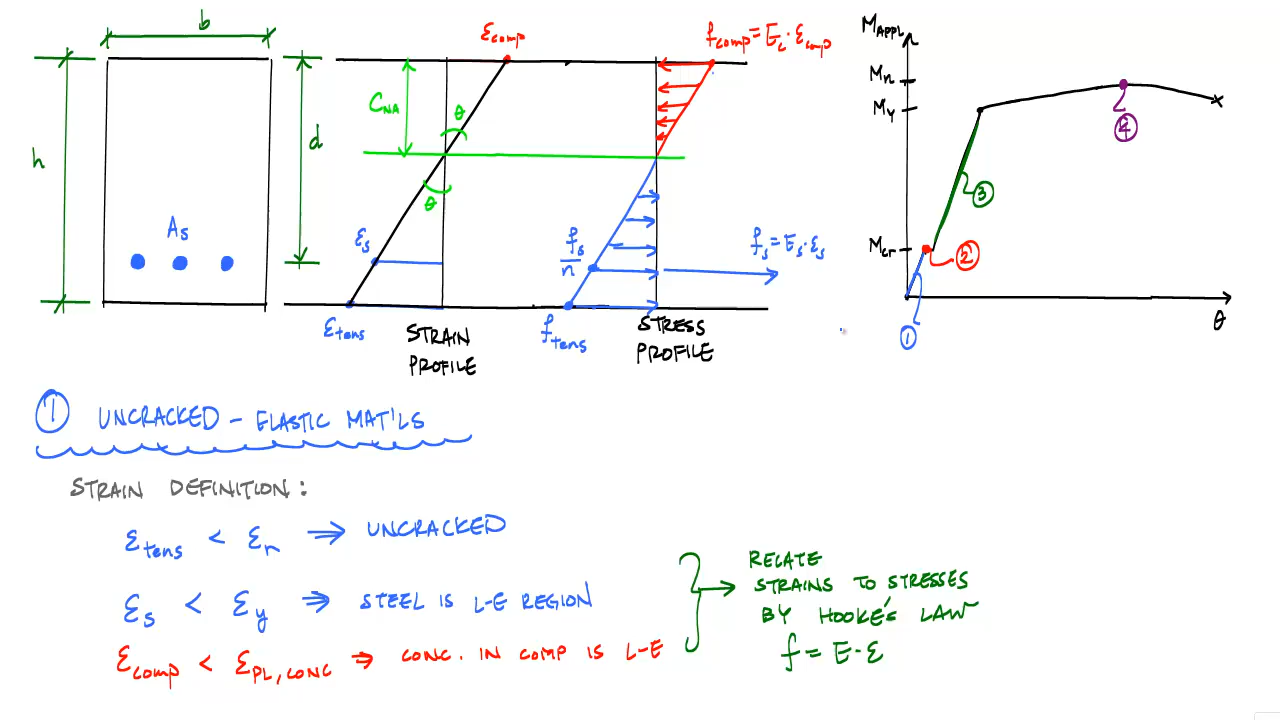 b
h
d
As
εcomp
CNA
θ
θ
εs
εtens
STRAIN
PROFILE
fcomp = Ec · εcomp
fs/n
fs = Es · εs
ftens
STRESS
PROFILE
MAPPL
Mn
My
Mcr
θ
①
②
③
④
① UNCRACKED – ELASTIC MAT'LS
STRAIN DEFINITION:
εtens < εr ⇒ UNCRACKED
εs < εy ⇒ STEEL IS L-E REGION
εcomp < εPL,CONC ⇒ CONC. IN COMP IS L-E
RELATE
STRAINS TO STRESSES
BY HOOKE'S LAW
f = E·ε